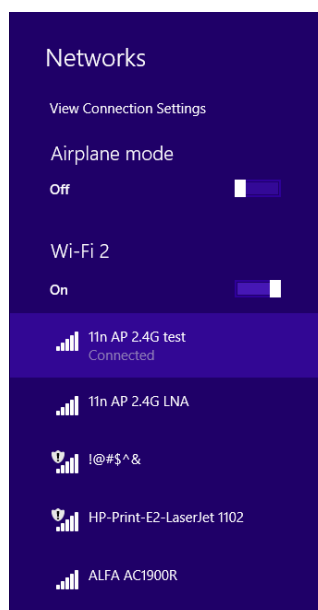 Networks
View Connection Settings
Airplane mode
Off
Wi-Fi 2
On
11n AP 2.4G test
Connected
11n AP 2.4G LNA
!@#$^&
HP-Print-E2-LaserJet 1102
ALFA AC1900R